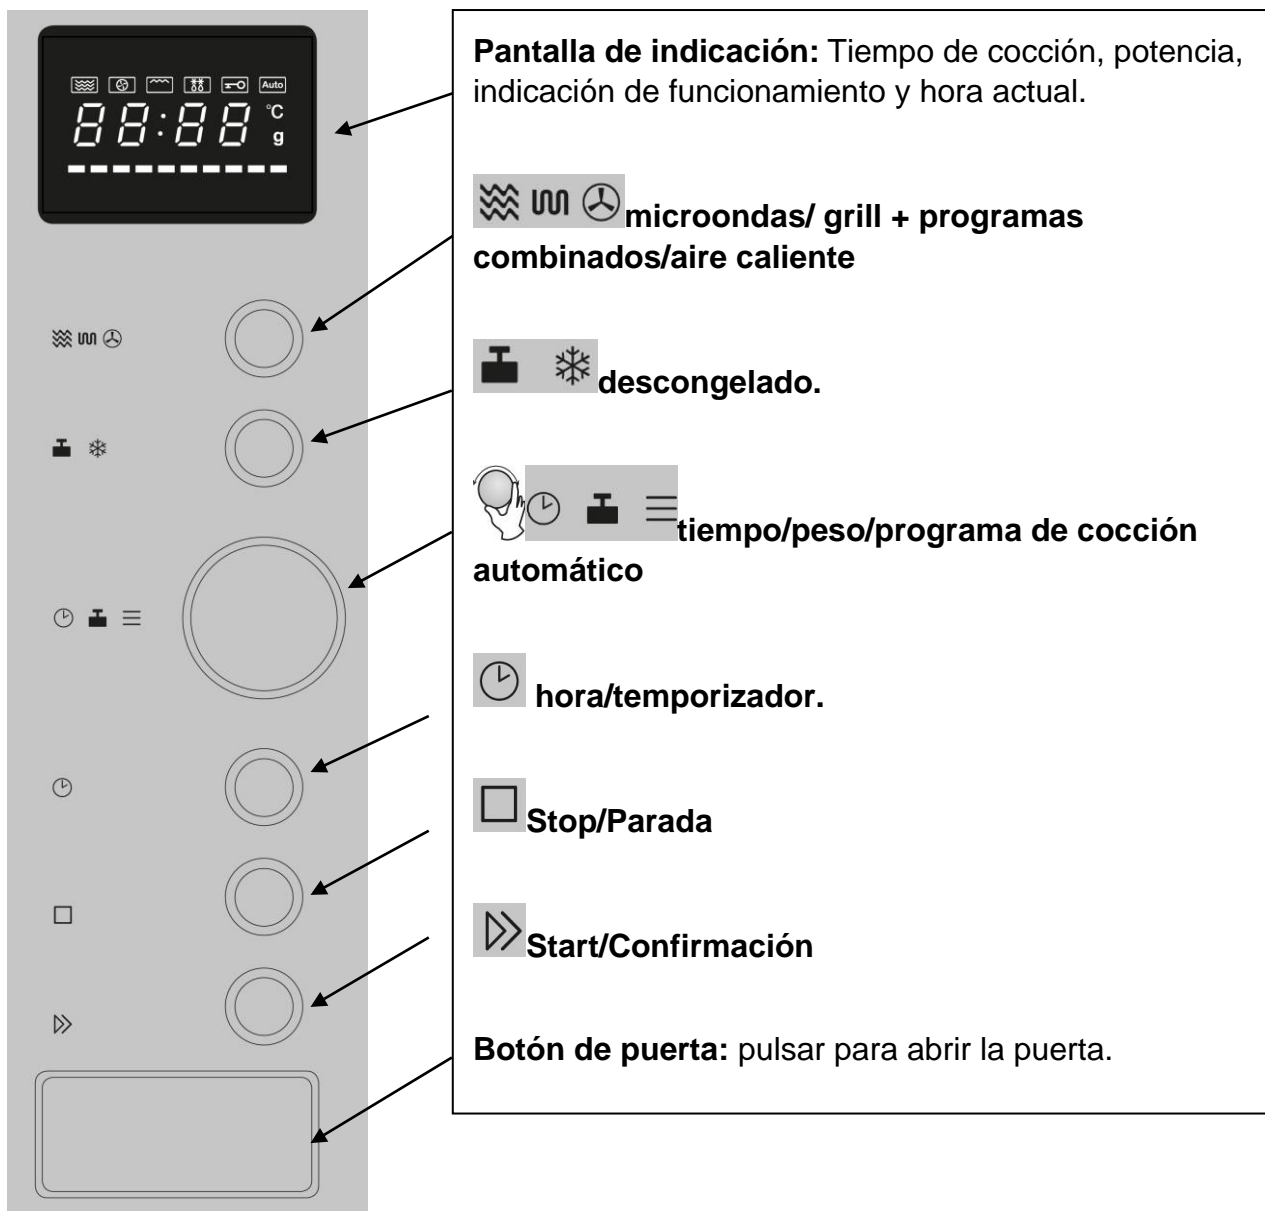 Auto
88:88 °C
g
Pantalla de indicación: Tiempo de cocción, potencia,
indicación de funcionamiento y hora actual.
microondas/ grill + programas
combinados/aire caliente
descongelado.
tiempo/peso/programa de cocción
automático
hora/temporizador.
Stop/Parada
Start/Confirmación
Botón de puerta: pulsar para abrir la puerta.